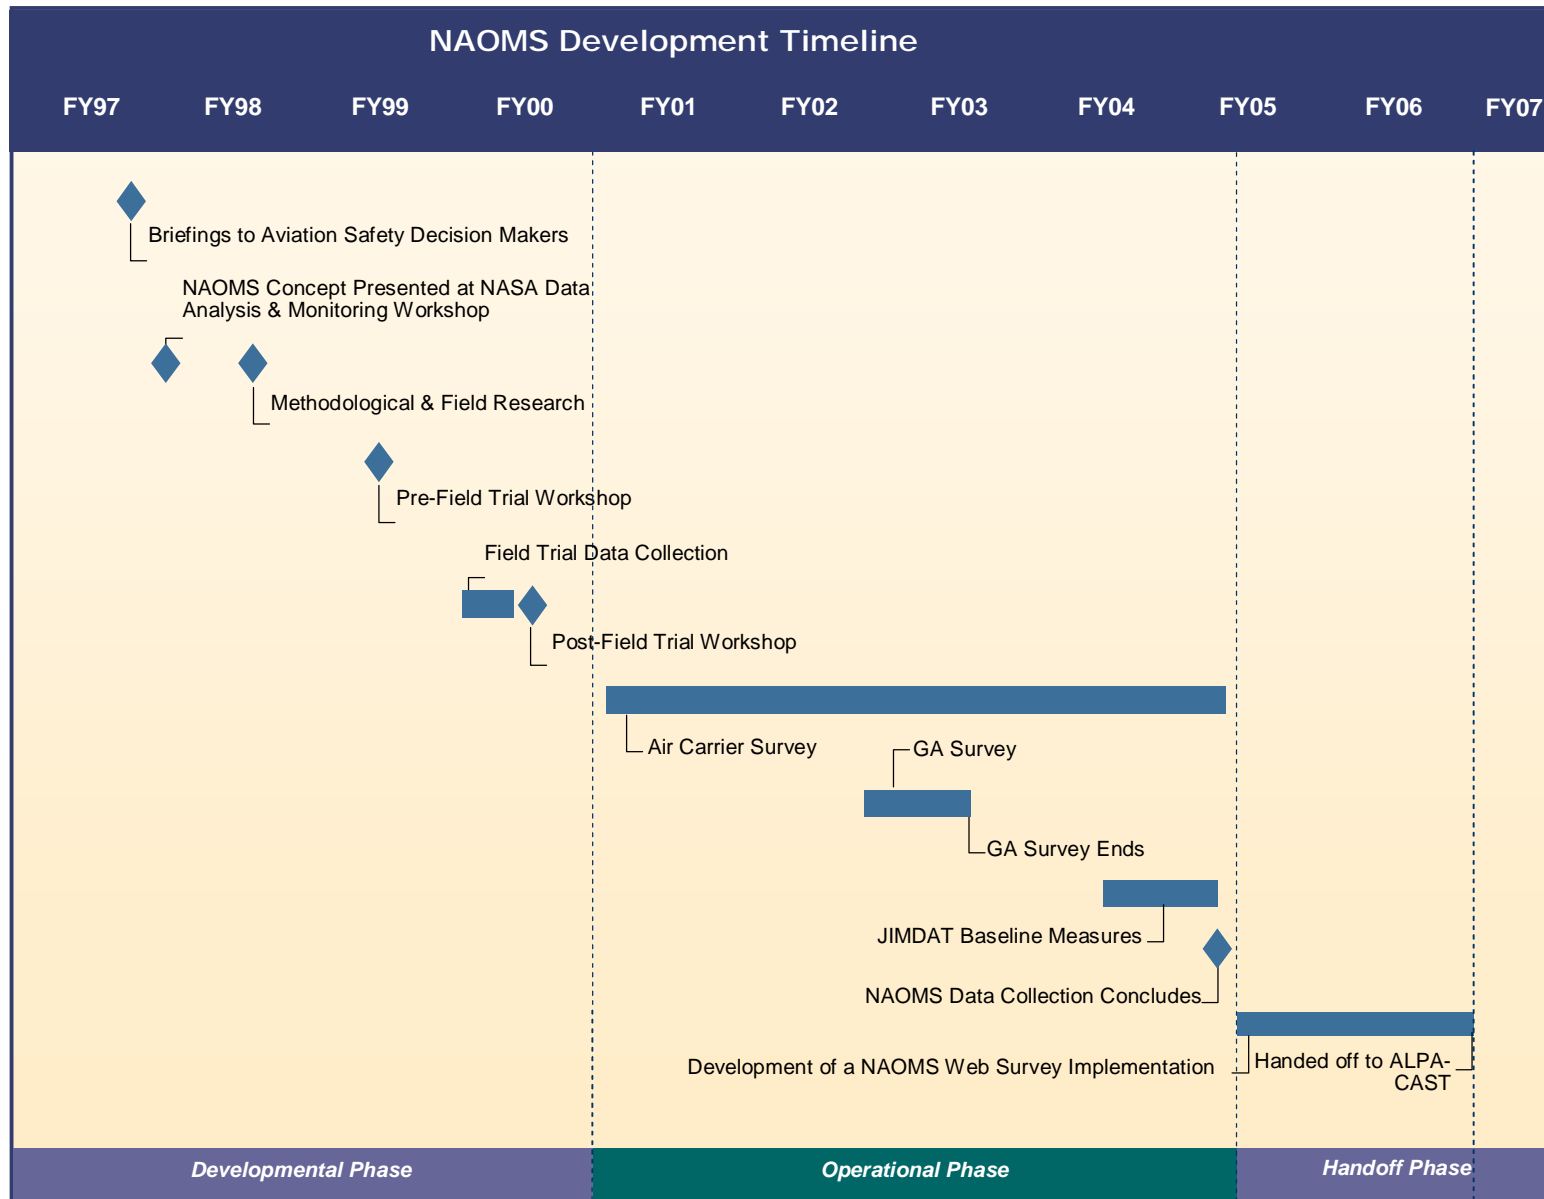 NAOMS Development Timeline
FY97 FY98 FY99 FY00 FY01 FY02 FY03 FY04 FY05 FY06 FY07
Briefings to Aviation Safety Decision Makers
NAOMS Concept Presented at NASA Data
Analysis & Monitoring Workshop
Methodological & Field Research
Pre-Field Trial Workshop
Field Trial Data Collection
Post-Field Trial Workshop
Air Carrier Survey
GA Survey
GA Survey Ends
JIMDAT Baseline Measures
NAOMS Data Collection Concludes
Development of a NAOMS Web Survey Implementation
Handed off to ALPA-
CAST
Developmental Phase
Operational Phase
Handoff Phase